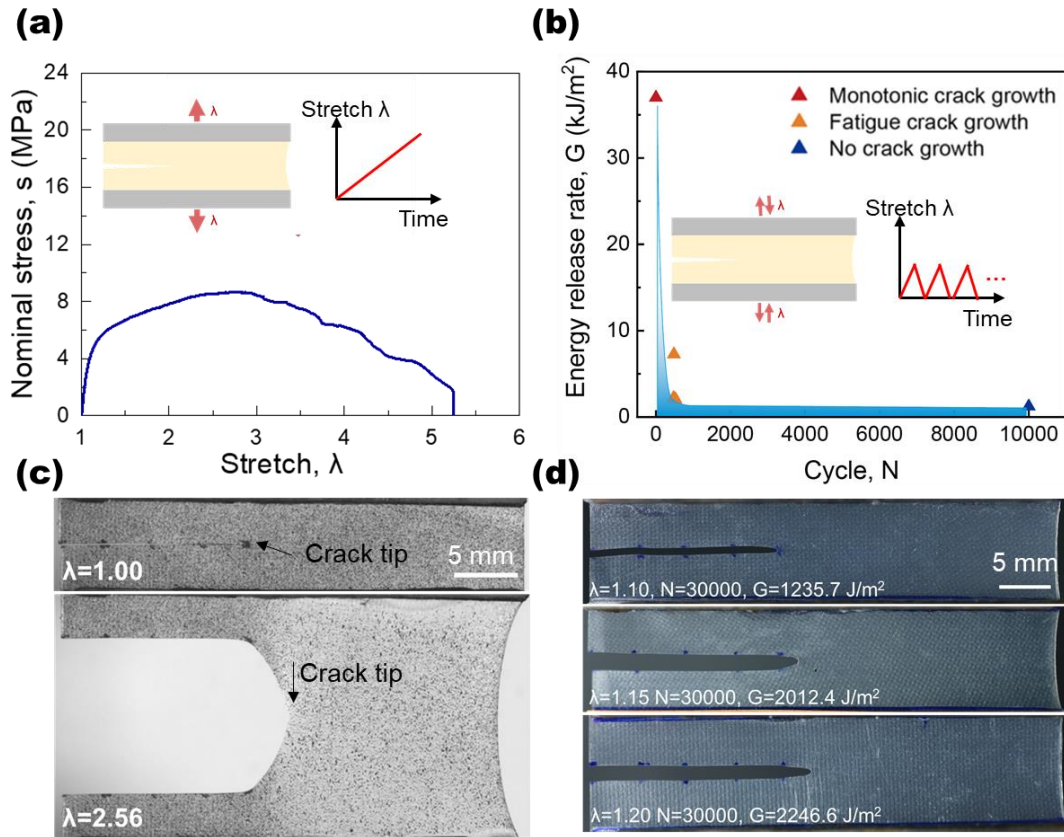 (a)
24
20
16
12
8
4
0
Nominal stress, s (MPa)
λ
λ
Stretch λ
Time
1
2
3
4
5
6
Stretch, λ
(b)
40
30
20
10
0
Energy release rate, G (kJ/m²)
Monotonic crack growth
Fatigue crack growth
No crack growth
λ
λ
Stretch λ
...
Time
0
2000
4000
6000
8000
10000
Cycle, N
(c)
Crack tip
5 mm
λ=1.00
Crack tip
λ=2.56
(d)
5 mm
λ=1.10, N=30000, G=1235.7 J/m²
λ=1.15 N=30000, G=2012.4 J/m²
λ=1.20 N=30000, G=2246.6 J/m²